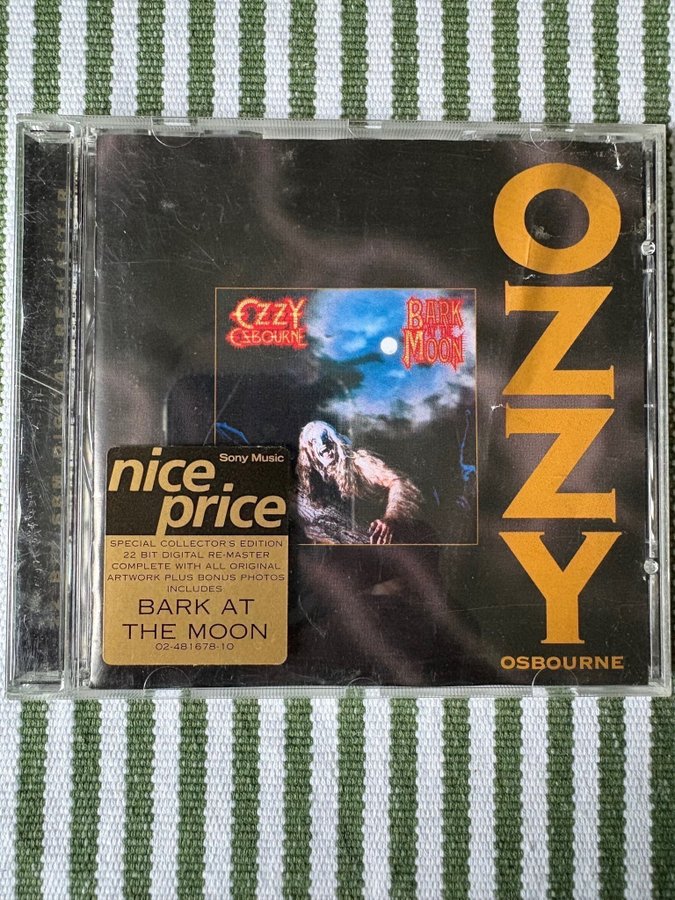 OZZY
OSBOURNE
OZZY
OSBOURNE
BARK
AT THE
MOON
Sony Music
nice
price
SPECIAL COLLECTOR'S EDITION
22 BIT DIGITAL RE-MASTER
COMPLETE WITH ALL ORIGINAL
ARTWORK PLUS BONUS PHOTOS
INCLUDES
BARK AT
THE MOON
02-481678-10